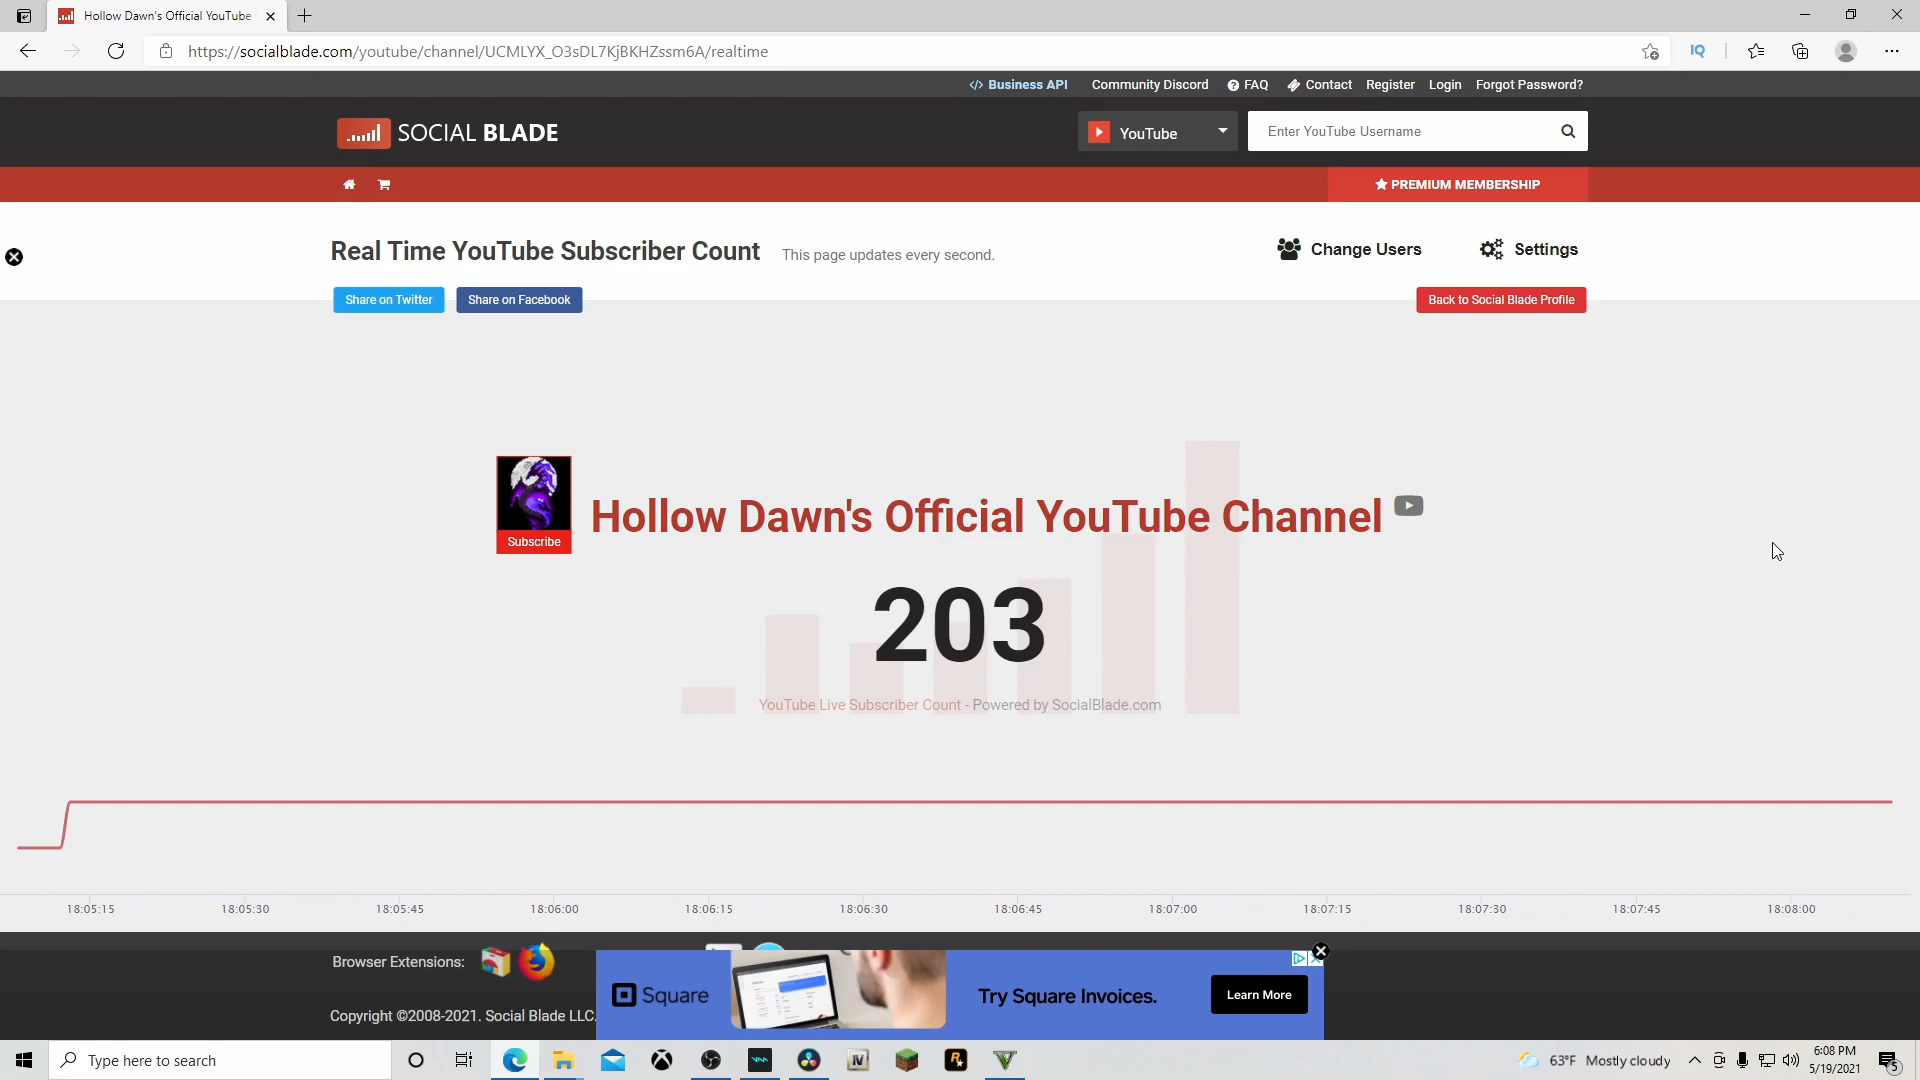 Hollow Dawn's Official YouTube
https://socialblade.com/youtube/channel/UCMLYX_O3sDL7KjBKHZssm6A/realtime
IQ
</> Business API Community Discord FAQ Contact Register Login Forgot Password?
SOCIAL BLADE
YouTube
Enter YouTube Username
PREMIUM MEMBERSHIP
Real Time YouTube Subscriber Count This page updates every second.
Change Users Settings
Share on Twitter Share on Facebook
Back to Social Blade Profile
Hollow Dawn's Official YouTube Channel
Subscribe
203
YouTube Live Subscriber Count - Powered by SocialBlade.com
18:05:15 18:05:30 18:05:45 18:06:00 18:06:15 18:06:30 18:06:45 18:07:00 18:07:15 18:07:30 18:07:45 18:08:00
Browser Extensions:
Square
Try Square Invoices.
Learn More
Copyright ©2008-2021. Social Blade LLC.
Type here to search
IV
R
V
63°F Mostly cloudy
6:08 PM
5/19/2021
5